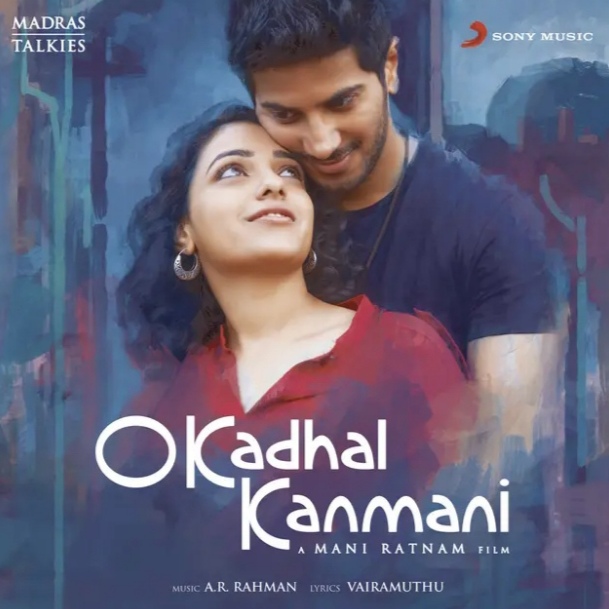 MADRAS
TALKIES
SONY MUSIC
O Kadhal
Kanmani
A MANI RATNAM FILM
MUSIC A.R. RAHMAN LYRICS VAIRAMUTHU